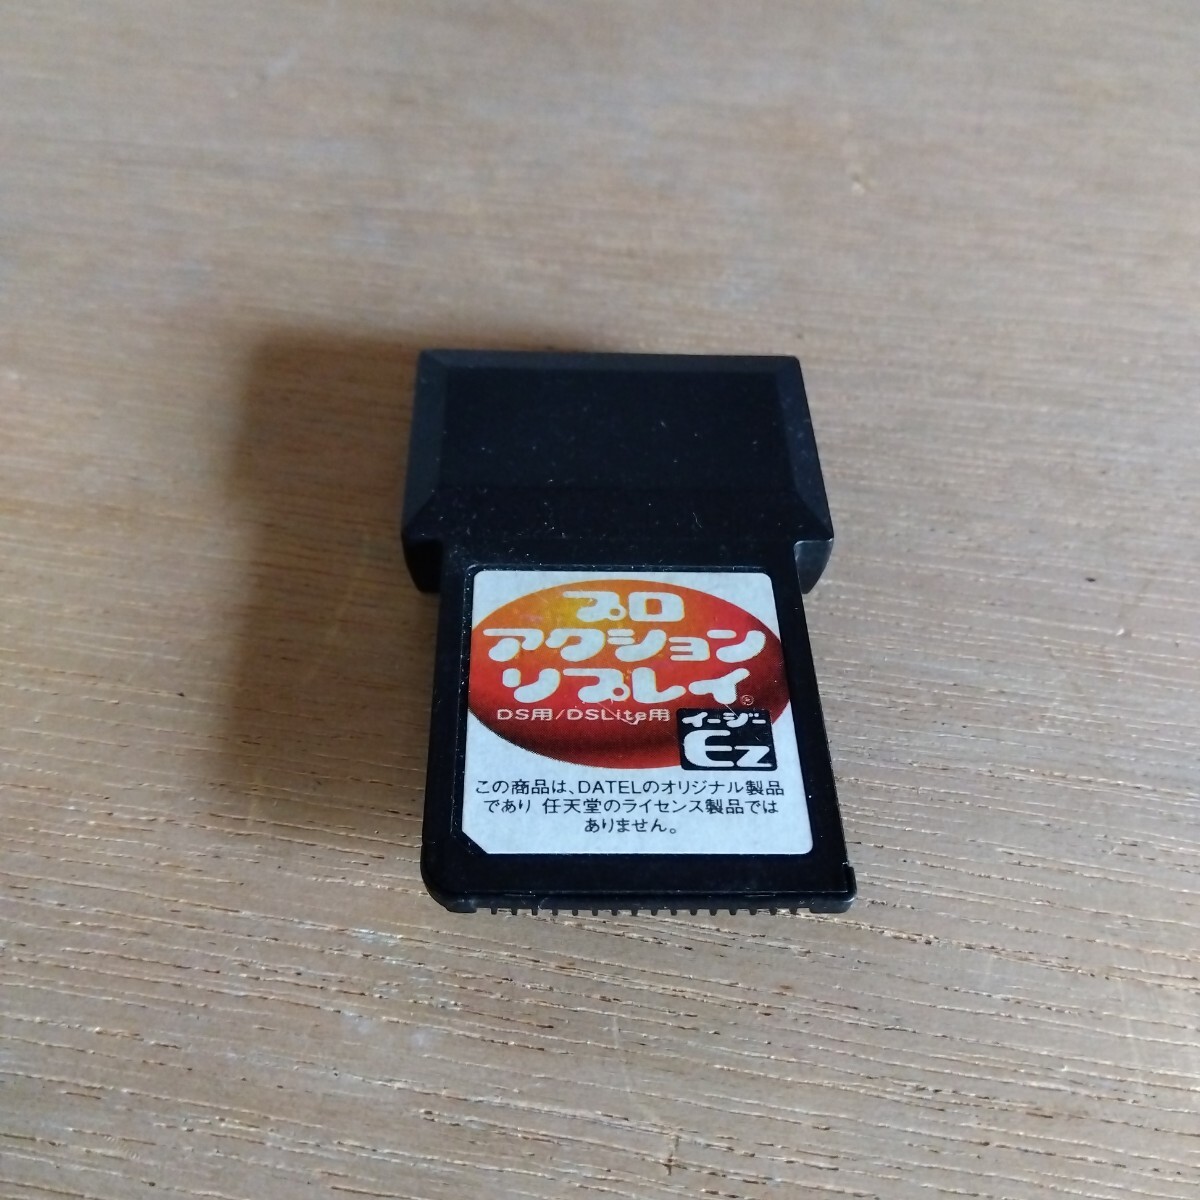 プロ
アクション
リプレイ®
DS用/DSLite用
イージー
Ez
この商品は、DATELのオリジナル製品
であり 任天堂のライセンス製品では
ありません。